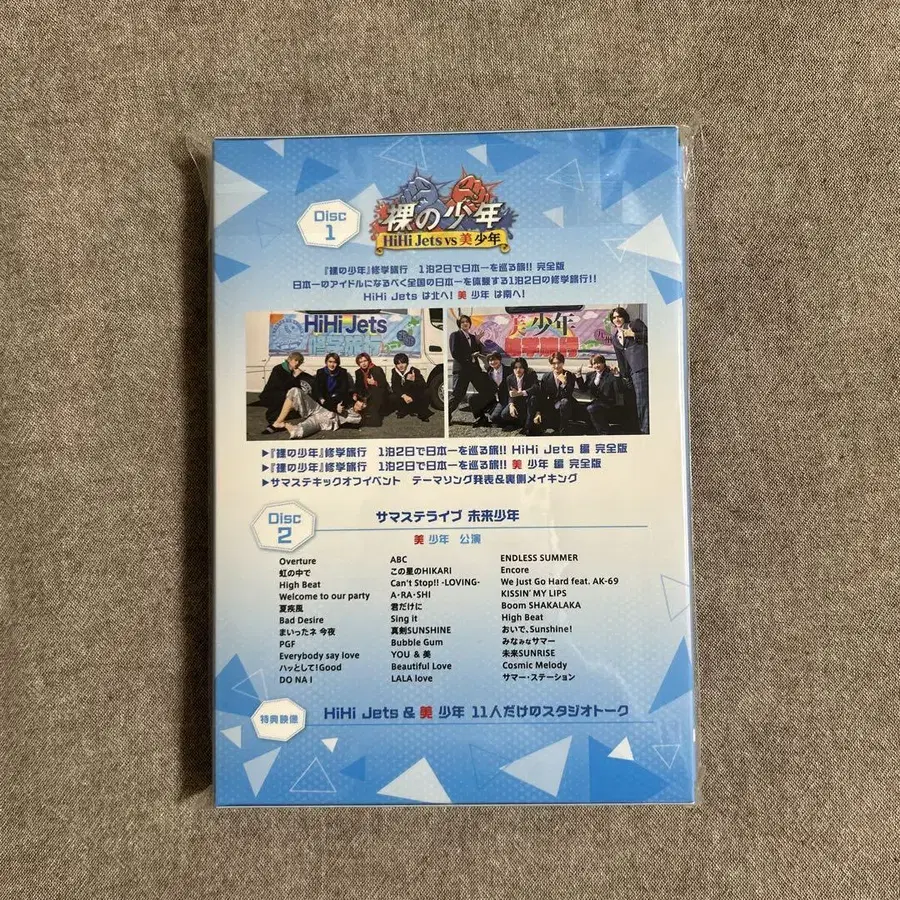 Disc
1
裸の少年
HiHi Jets vs 美 少年
『裸の少年』修学旅行　1泊2日で日本一を巡る旅!! 完全版
日本一のアイドルになるべく全国の日本一を体験する1泊2日の修学旅行!!
HiHi Jets は北へ! 美 少年 は南へ!
HiHi Jets
修学旅行
美 少年
修学旅行
▶『裸の少年』修学旅行　1泊2日で日本一を巡る旅!! HiHi Jets 編 完全版
▶『裸の少年』修学旅行　1泊2日で日本一を巡る旅!! 美 少年 編 完全版
▶サマステキックオフイベント　テーマソング発表＆裏側メイキング
Disc
2
サマステライブ 未来少年
美 少年　公演
Overture
虹の中で
High Beat
Welcome to our party
夏疾風
Bad Desire
まいったネ 今夜
PGF
Everybody say love
ハッとして!Good
DO NA I
ABC
この星のHIKARI
Can't Stop!! -LOVING-
A・RA・SHI
君だけに
Sing it
真剣SUNSHINE
Bubble Gum
YOU & 美
Beautiful Love
LALA love
ENDLESS SUMMER
Encore
We Just Go Hard feat. AK-69
KISSIN' MY LIPS
Boom SHAKALAKA
High Beat
おいで、Sunshine!
みなみなサマー
未来SUNRISE
Cosmic Melody
サマー・ステーション
特典映像
HiHi Jets & 美 少年 11人だけのスタジオトーク